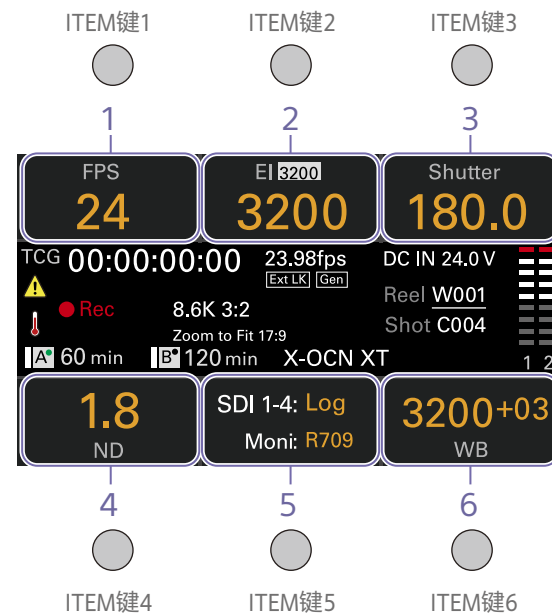 ITEM键1 ITEM键2 ITEM键3
1 2 3
FPS EI 3200 Shutter
24 3200 180.0
TCG 00:00:00:00 23.98fps DC IN 24.0 V
Ext LK Gen
Rec 8.6K 3:2 Reel W001
Zoom to Fit 17:9 Shot C004
A 60 min B 120 min X-OCN XT 1 2
1.8 SDI 1-4: Log 3200+03
ND Moni: R709 WB
4 5 6
ITEM键4 ITEM键5 ITEM键6